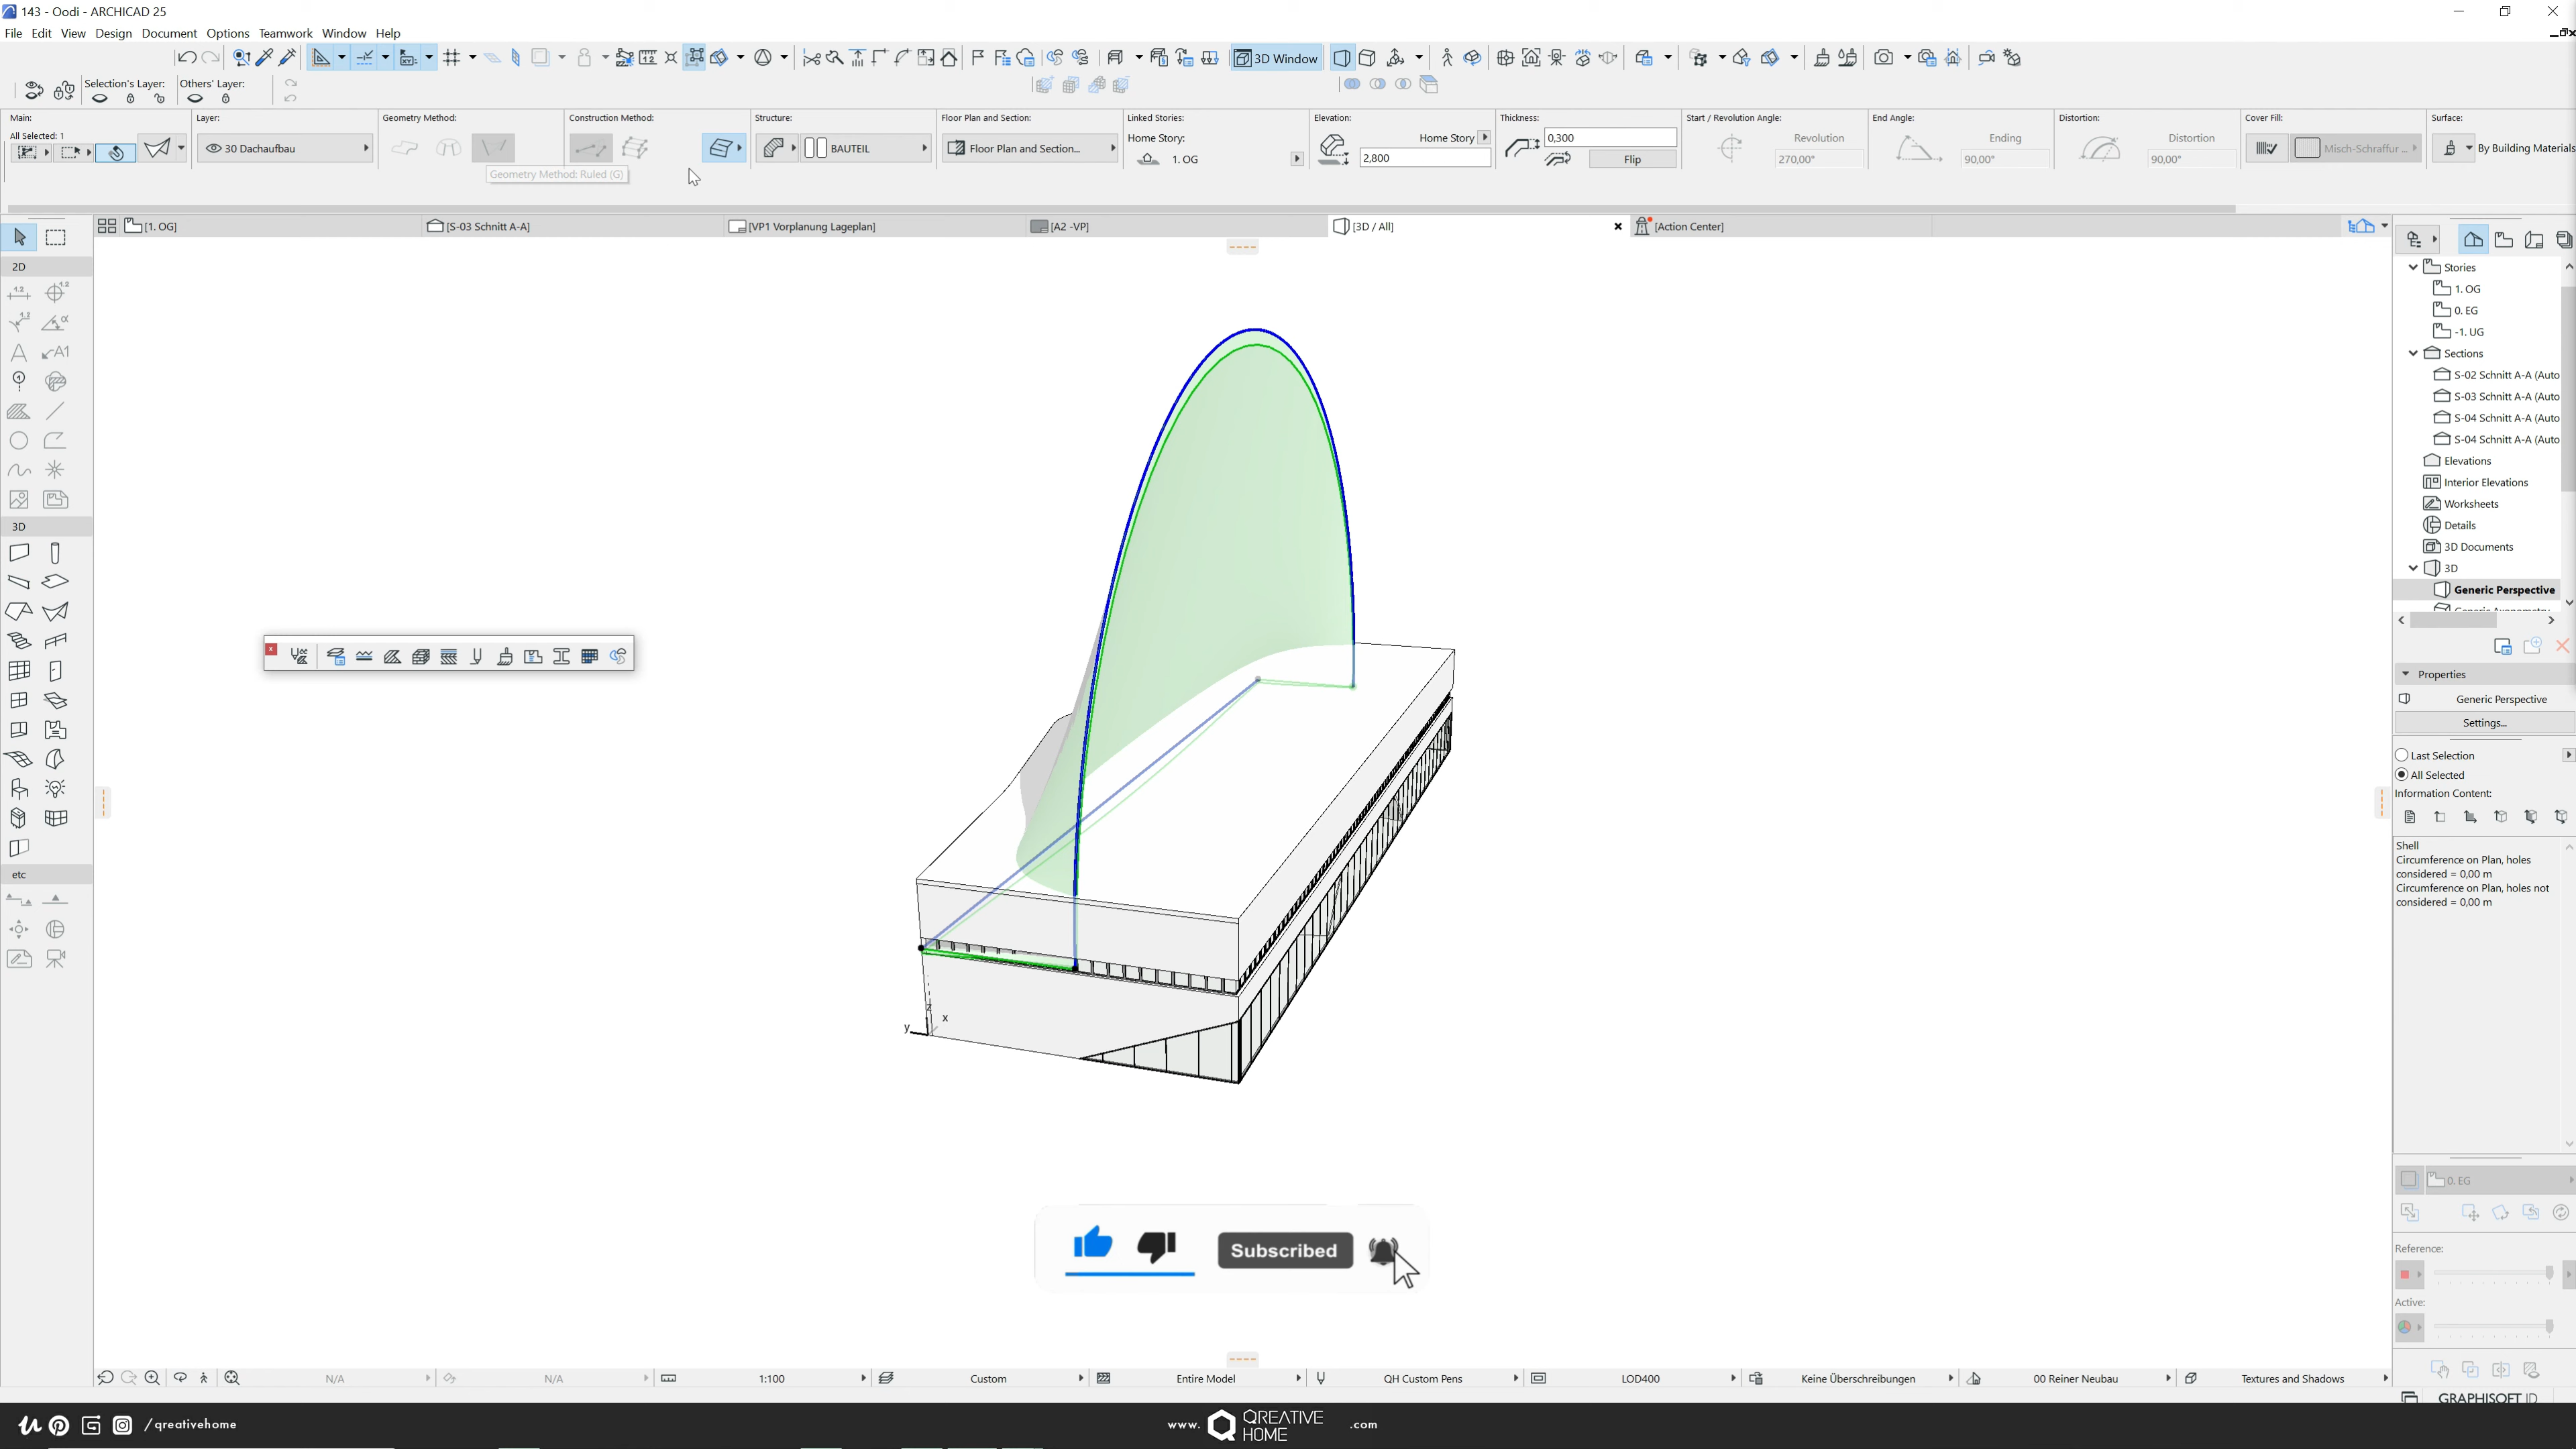 143 - Oodi - ARCHICAD 25
File Edit View Design Document Options Teamwork Window Help
3D Window
Selection's Layer: Others' Layer:
Main: Layer: Geometry Method: Construction Method: Structure: Floor Plan and Section: Linked Stories: Elevation: Thickness: Start / Revolution Angle: End Angle: Distortion: Cover Fill: Surface:
All Selected: 1
Home Story: Home Story 0,300 Revolution Ending Distortion
30 Dachaufbau BAUTEIL Floor Plan and Section... Misch-Schraffur ... By Building Materials
1. OG 2,800 Flip 270,00° 90,00° 90,00°
Geometry Method: Ruled (G)
[1. OG] [S-03 Schnitt A-A] [VP1 Vorplanung Lageplan] [A2 -VP] [3D / All] [Action Center]
2D
3D
etc
Stories
1. OG
0. EG
-1. UG
Sections
S-02 Schnitt A-A (Auto
S-03 Schnitt A-A (Auto
S-04 Schnitt A-A (Auto
S-04 Schnitt A-A (Auto
Elevations
Interior Elevations
Worksheets
Details
3D Documents
3D
Generic Perspective
Properties
Generic Perspective
Settings...
Last Selection
All Selected
Information Content:
Shell
Circumference on Plan, holes
considered = 0,00 m
Circumference on Plan, holes not
considered = 0,00 m
z
x
y
0. EG
Reference:
Active:
Subscribed
N/A N/A 1:100 Custom Entire Model QH Custom Pens LOD400 Keine Überschreibungen 00 Reiner Neubau Textures and Shadows
GRAPHISOFT ID
/qreativehome
www. QREATIVE HOME .com